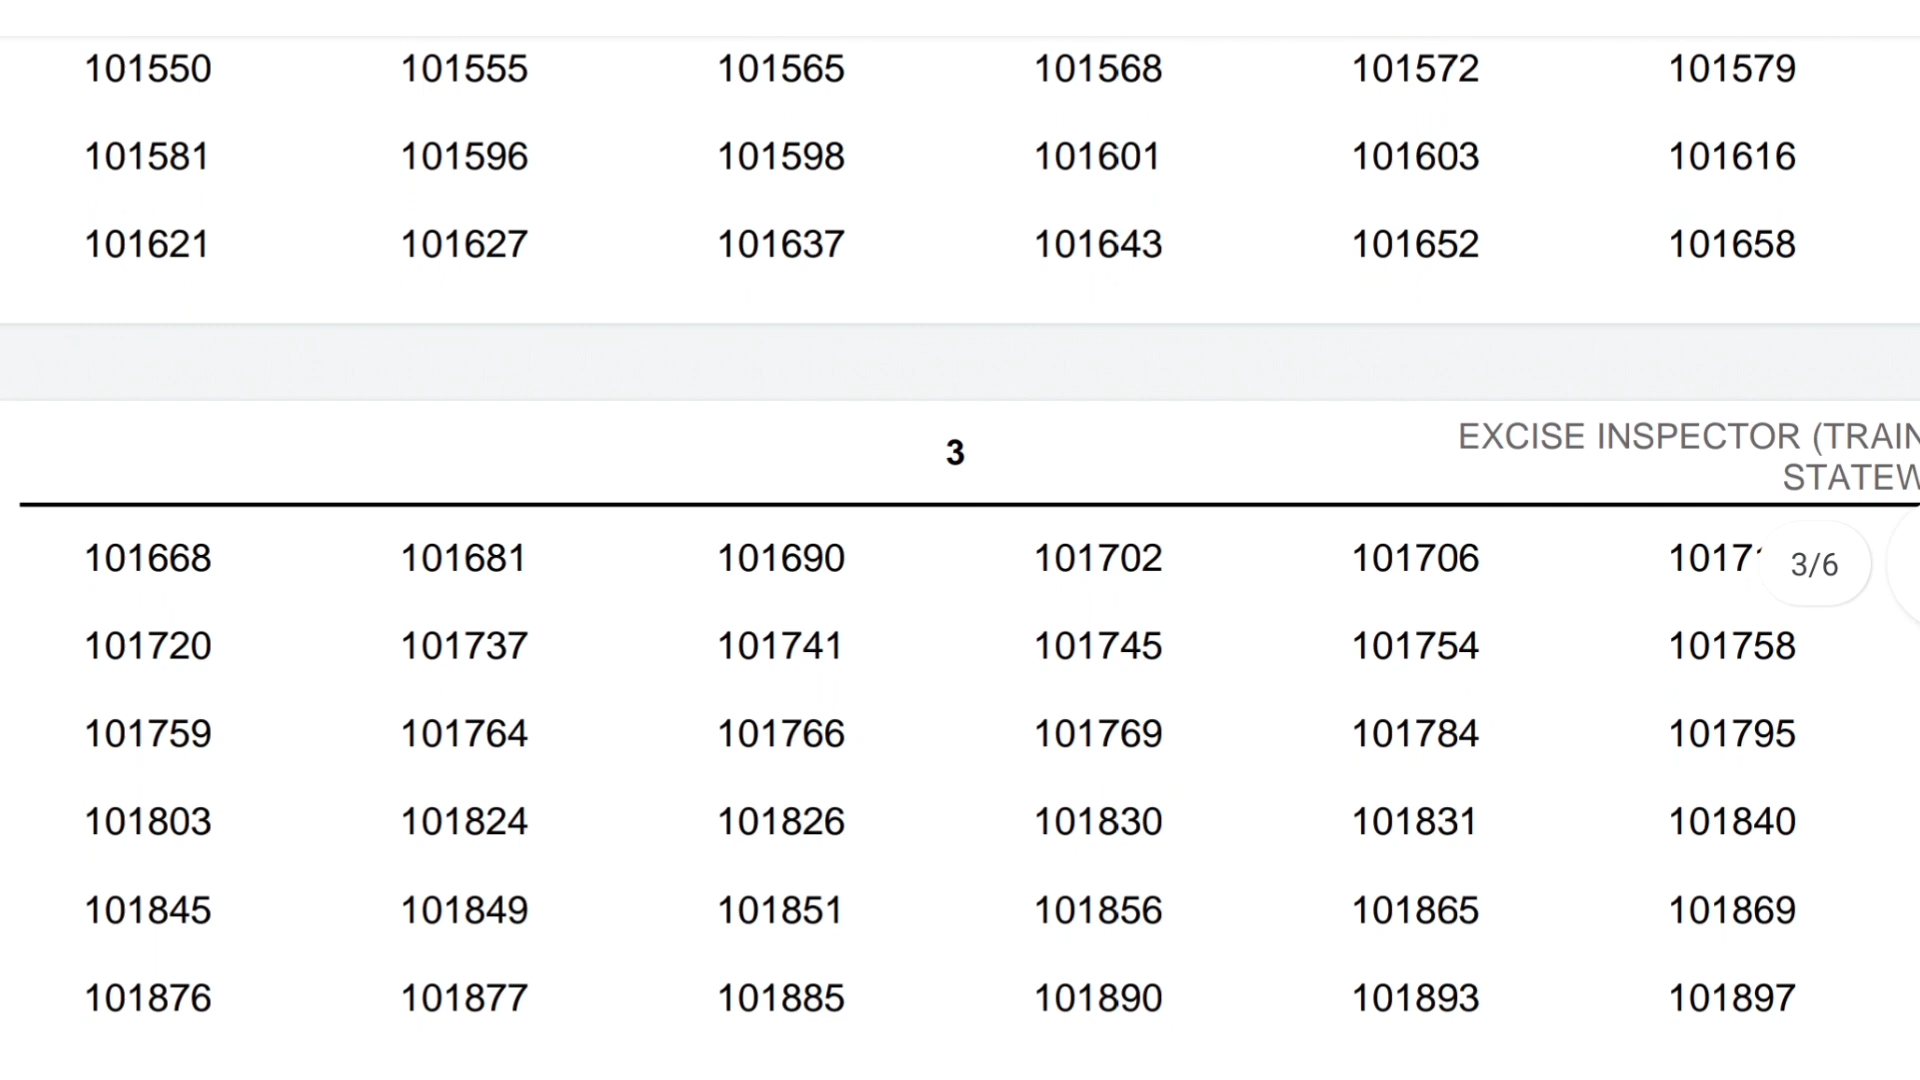 101550 101555 101565 101568 101572 101579
101581 101596 101598 101601 101603 101616
101621 101627 101637 101643 101652 101658
3
EXCISE INSPECTOR (TRAIN
STATEW
101668 101681 101690 101702 101706
3/6
101720 101737 101741 101745 101754 101758
101759 101764 101766 101769 101784 101795
101803 101824 101826 101830 101831 101840
101845 101849 101851 101856 101865 101869
101876 101877 101885 101890 101893 101897